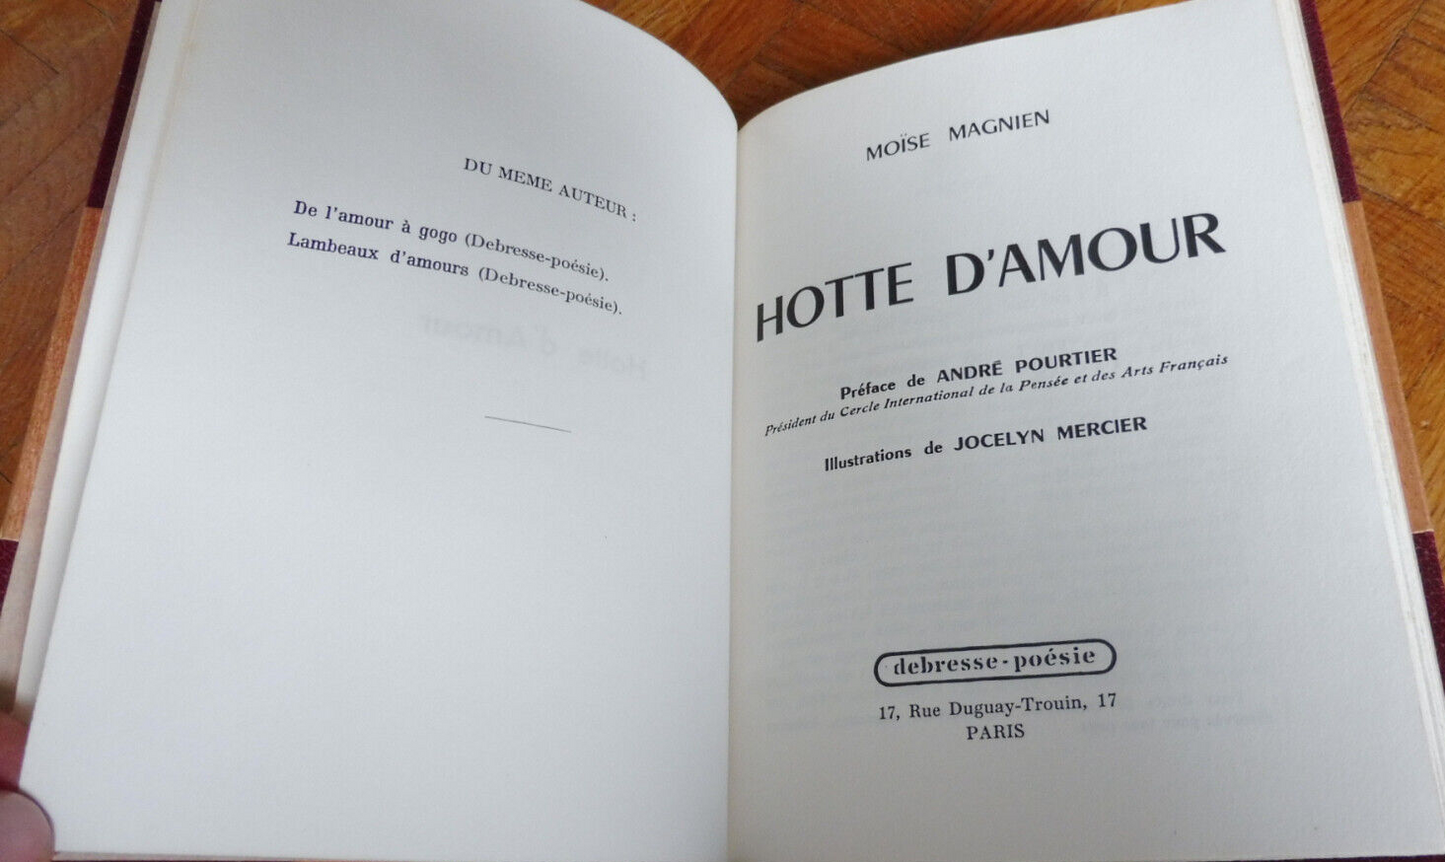 DU MEME AUTEUR :
De l'amour à gogo (Debresse-poésie).
Lambeaux d'amours (Debresse-poésie).
Hotte d'Amour
MOÏSE MAGNIEN
HOTTE D'AMOUR
Préface de ANDRÉ POURTIER
Président du Cercle International de la Pensée et des Arts Français
Illustrations de JOCELYN MERCIER
debresse-poésie
17, Rue Duguay-Trouin, 17
PARIS